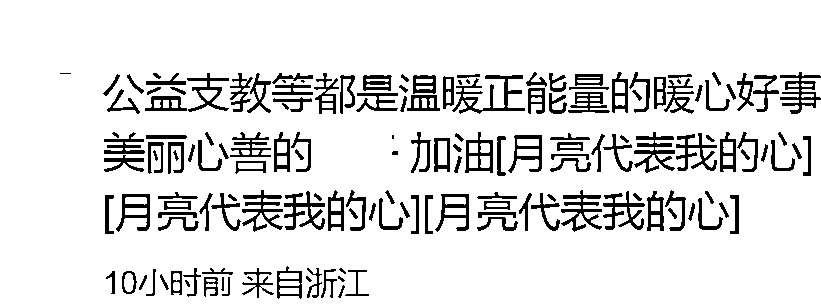 公益支教等都是温暖正能量的暖心好事
美丽心善的 加油[月亮代表我的心]
[月亮代表我的心][月亮代表我的心]
10小时前 来自浙江